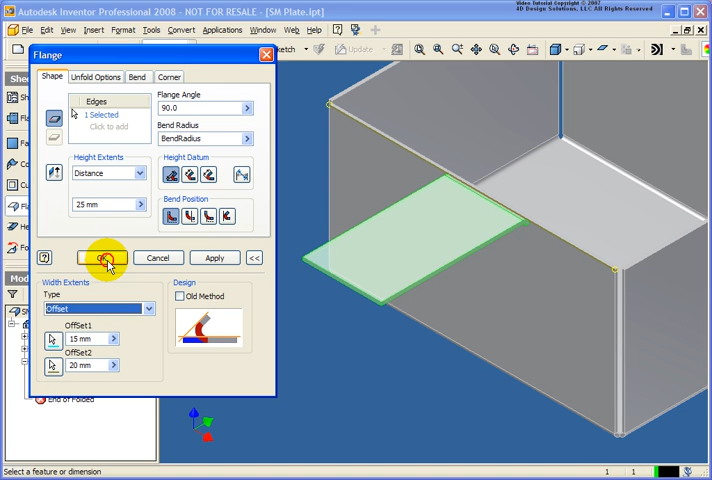 Autodesk Inventor Professional 2008 - NOT FOR RESALE - [SM Plate.ipt]
Video Tutorial Copyright © 2007
4D Design Solutions, LLC All Rights Reserved
File Edit View Insert Format Tools Convert Applications Window Web Help
Update
Flange
Shape Unfold Options Bend Corner
Edges
1 Selected
Click to add
Flange Angle
90.0
Bend Radius
BendRadius
Height Extents
Distance
25 mm
Height Datum
Bend Position
Cancel Apply <<
Width Extents
Type
Offset
OffSet1
15 mm
OffSet2
20 mm
Design
Old Method
End of Folded
Select a feature or dimension
1 1